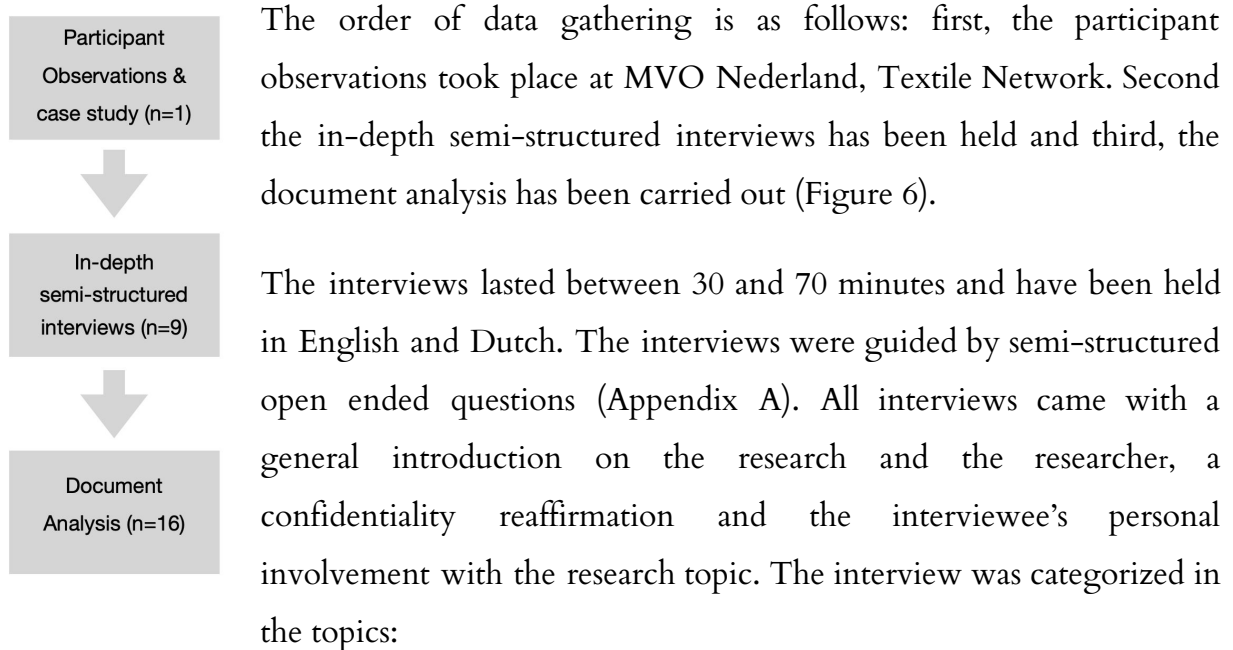 Participant
Observations &
case study (n=1)
In-depth
semi-structured
interviews (n=9)
Document
Analysis (n=16)
The order of data gathering is as follows: first, the participant
observations took place at MVO Nederland, Textile Network. Second
the in-depth semi-structured interviews has been held and third, the
document analysis has been carried out (Figure 6).
The interviews lasted between 30 and 70 minutes and have been held
in English and Dutch. The interviews were guided by semi-structured
open ended questions (Appendix A). All interviews came with a
general introduction on the research and the researcher, a
confidentiality reaffirmation and the interviewee’s personal
involvement with the research topic. The interview was categorized in
the topics: